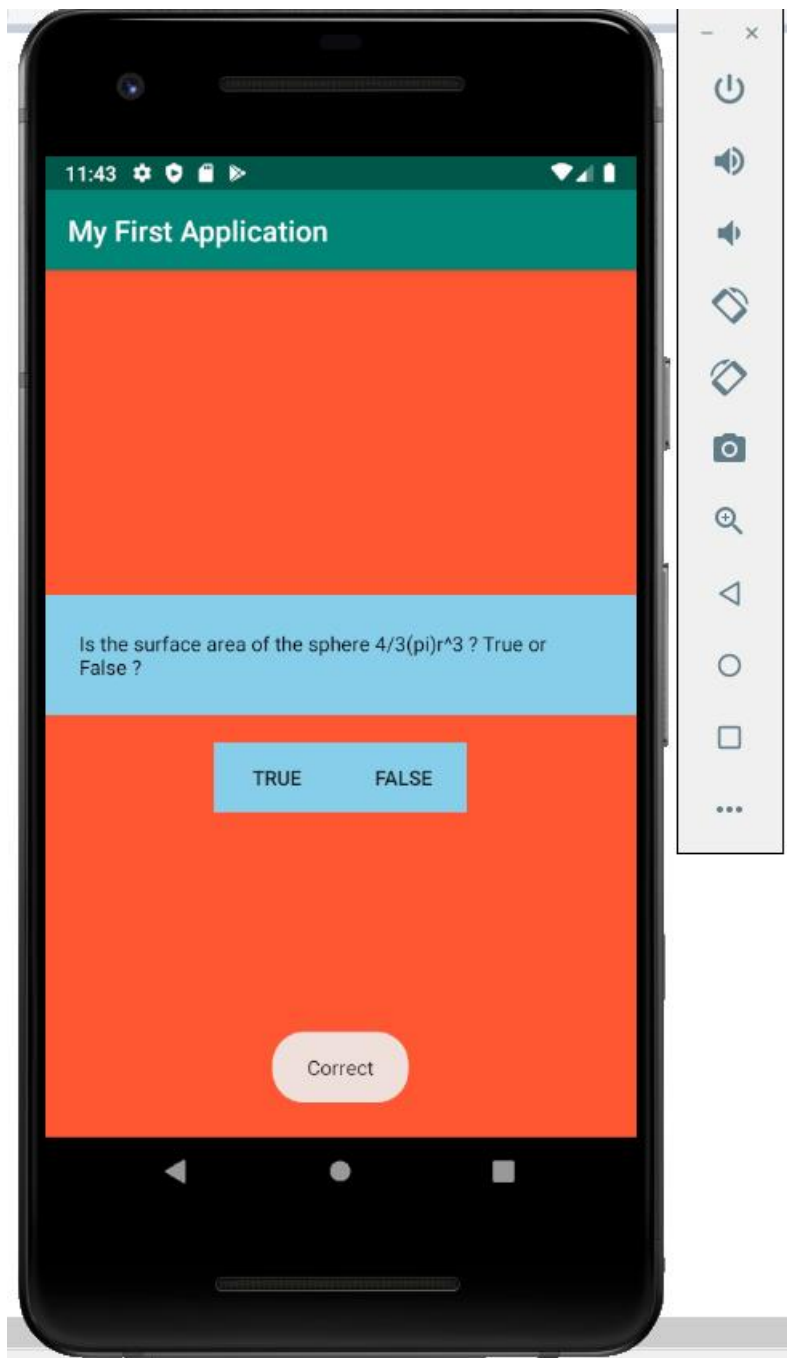 11:43
My First Application
Is the surface area of the sphere 4/3(pi)r^3 ? True or
False ?
TRUE FALSE
Correct